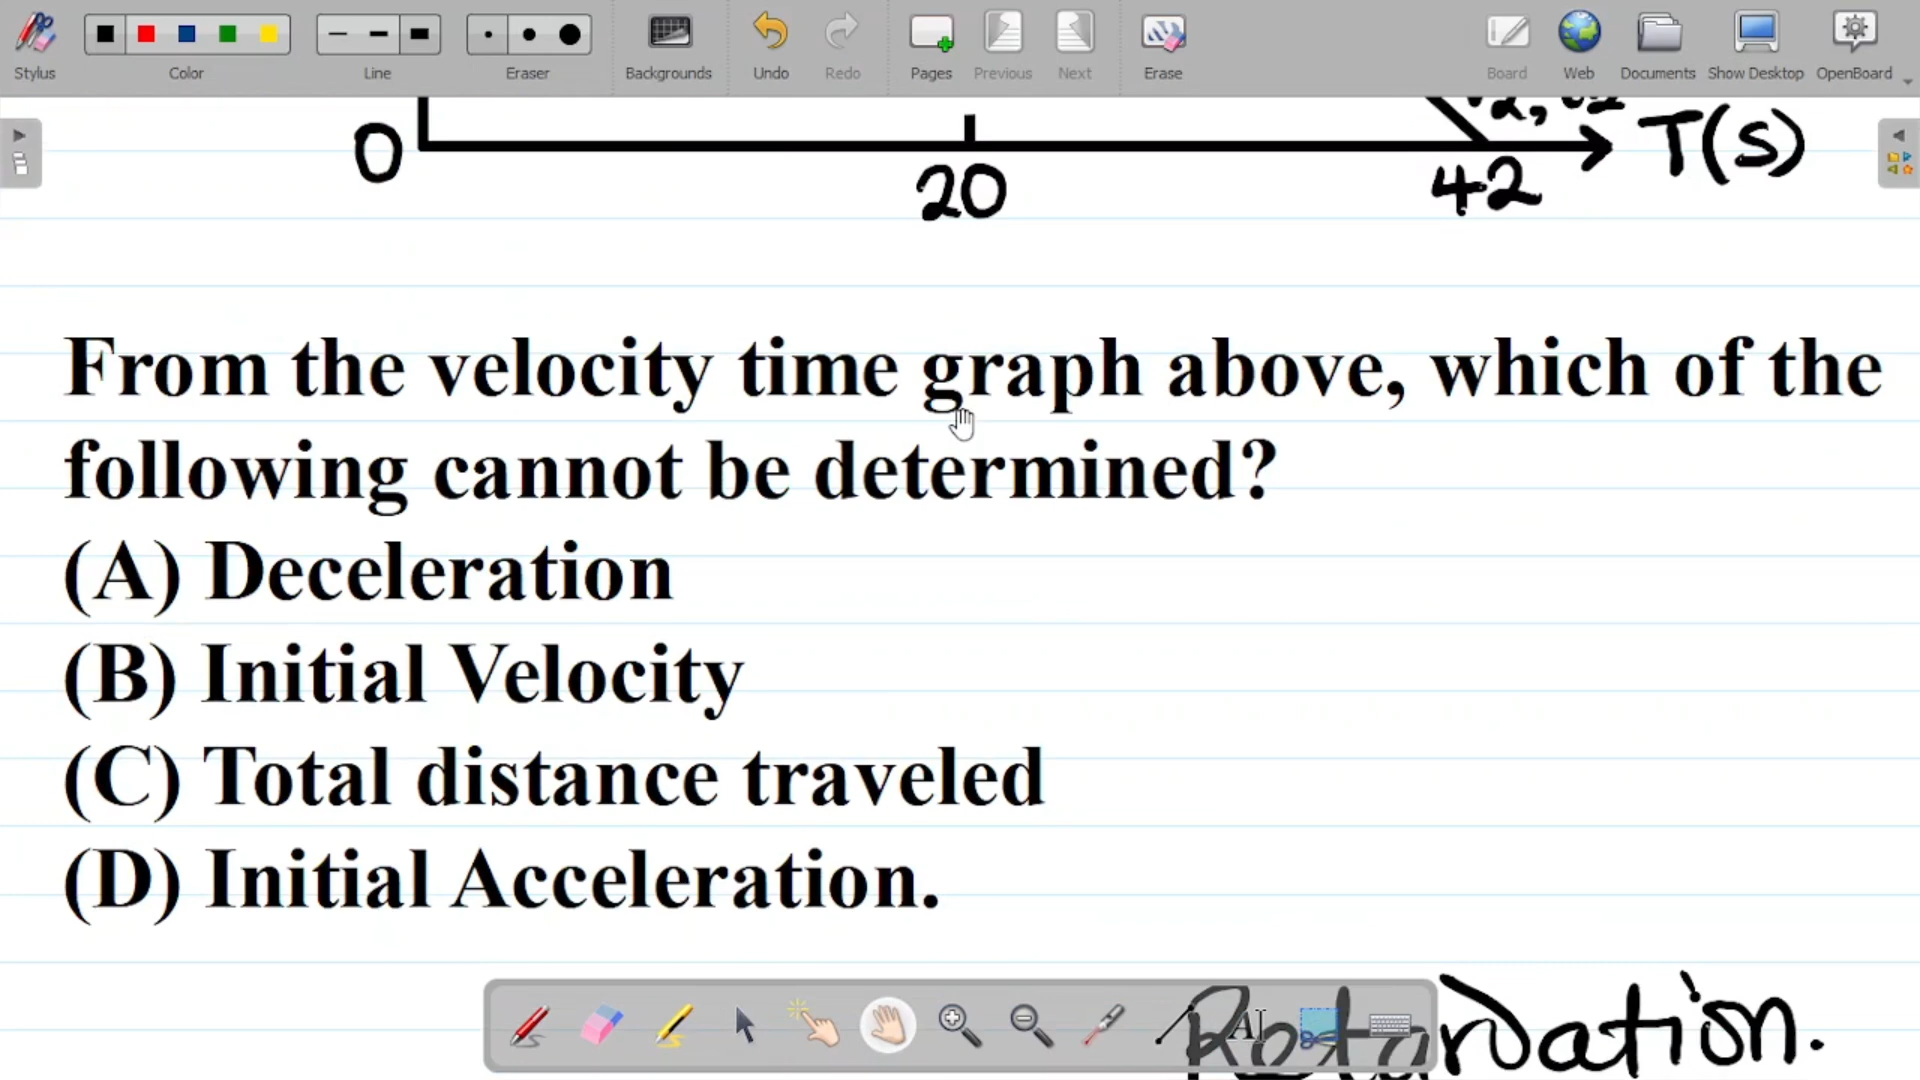 Stylus
Color
Line
Eraser
Backgrounds
Undo
Redo
Pages
Previous
Next
Erase
Board
Web
Documents
Show Desktop
OpenBoard
0
20
42
T(S)
From the velocity time graph above, which of the
following cannot be determined?
(A) Deceleration
(B) Initial Velocity
(C) Total distance traveled
(D) Initial Acceleration.
AI
Retardation.